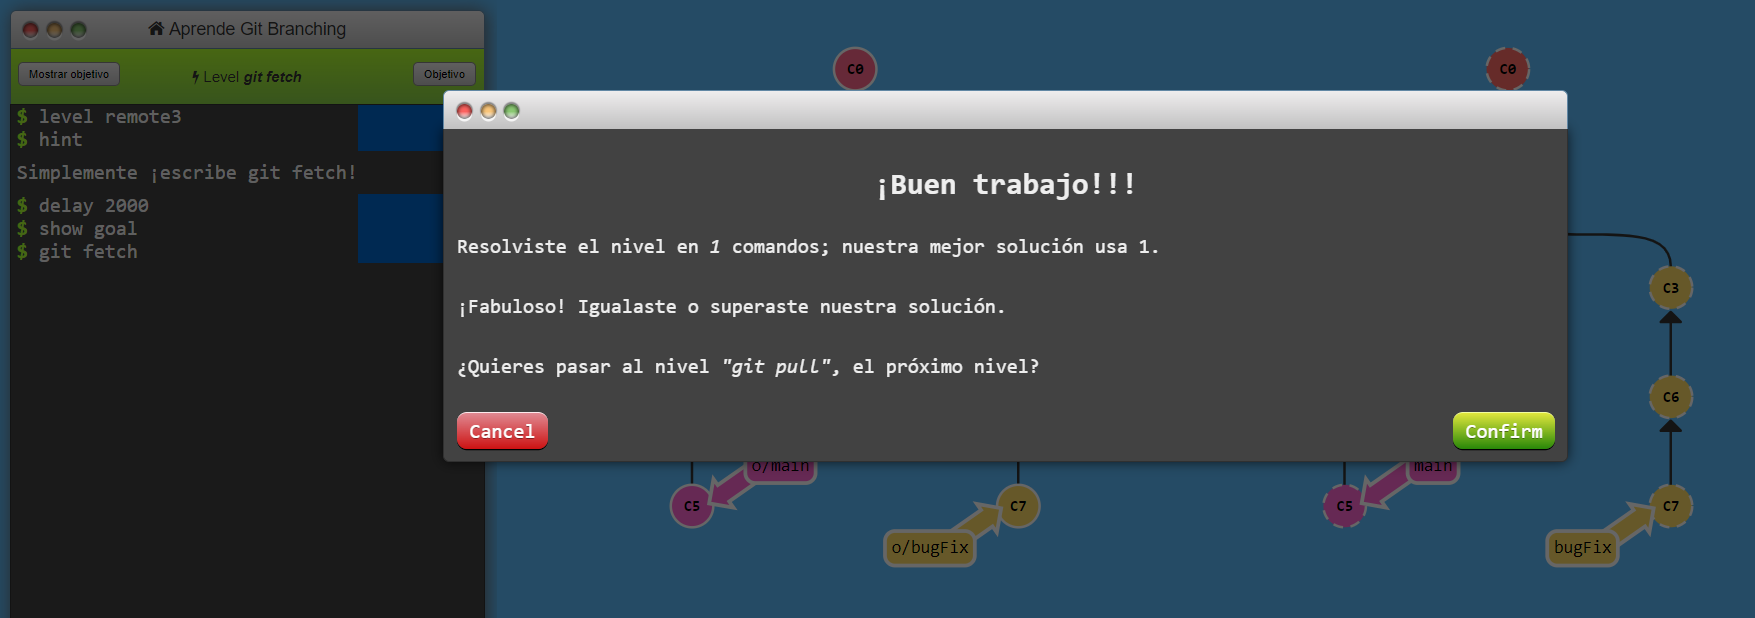 Aprende Git Branching
Mostrar objetivo
Level git fetch
Objetivo
$ level remote3
$ hint
Simplemente ¡escribe git fetch!
$ delay 2000
$ show goal
$ git fetch
C0
C0
¡Buen trabajo!!!
Resolviste el nivel en 1 comandos; nuestra mejor solución usa 1.
¡Fabuloso! Igualaste o superaste nuestra solución.
¿Quieres pasar al nivel "git pull", el próximo nivel?
Cancel
Confirm
C3
C6
o/main
main
C5
C7
C5
C7
o/bugFix
bugFix